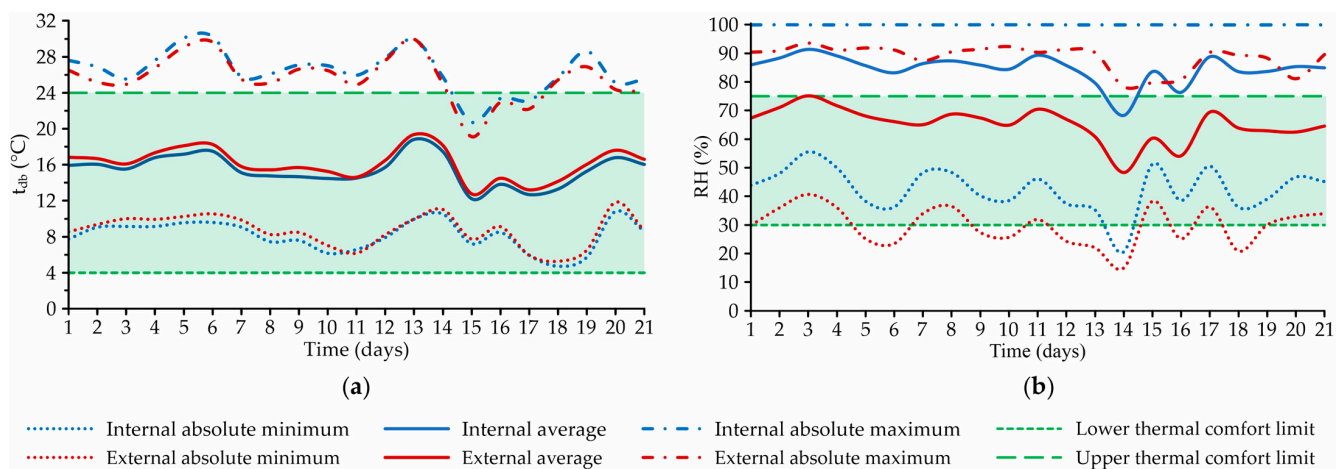 32
28
24
20
16
12
8
4
0
t_db (°C)
1 2 3 4 5 6 7 8 9 10 11 12 13 14 15 16 17 18 19 20 21
Time (days)
(a)
100
90
80
70
60
50
40
30
20
10
0
RH (%)
1 2 3 4 5 6 7 8 9 10 11 12 13 14 15 16 17 18 19 20 21
Time (days)
(b)
Internal absolute minimum Internal average Internal absolute maximum Lower thermal comfort limit
External absolute minimum External average External absolute maximum Upper thermal comfort limit